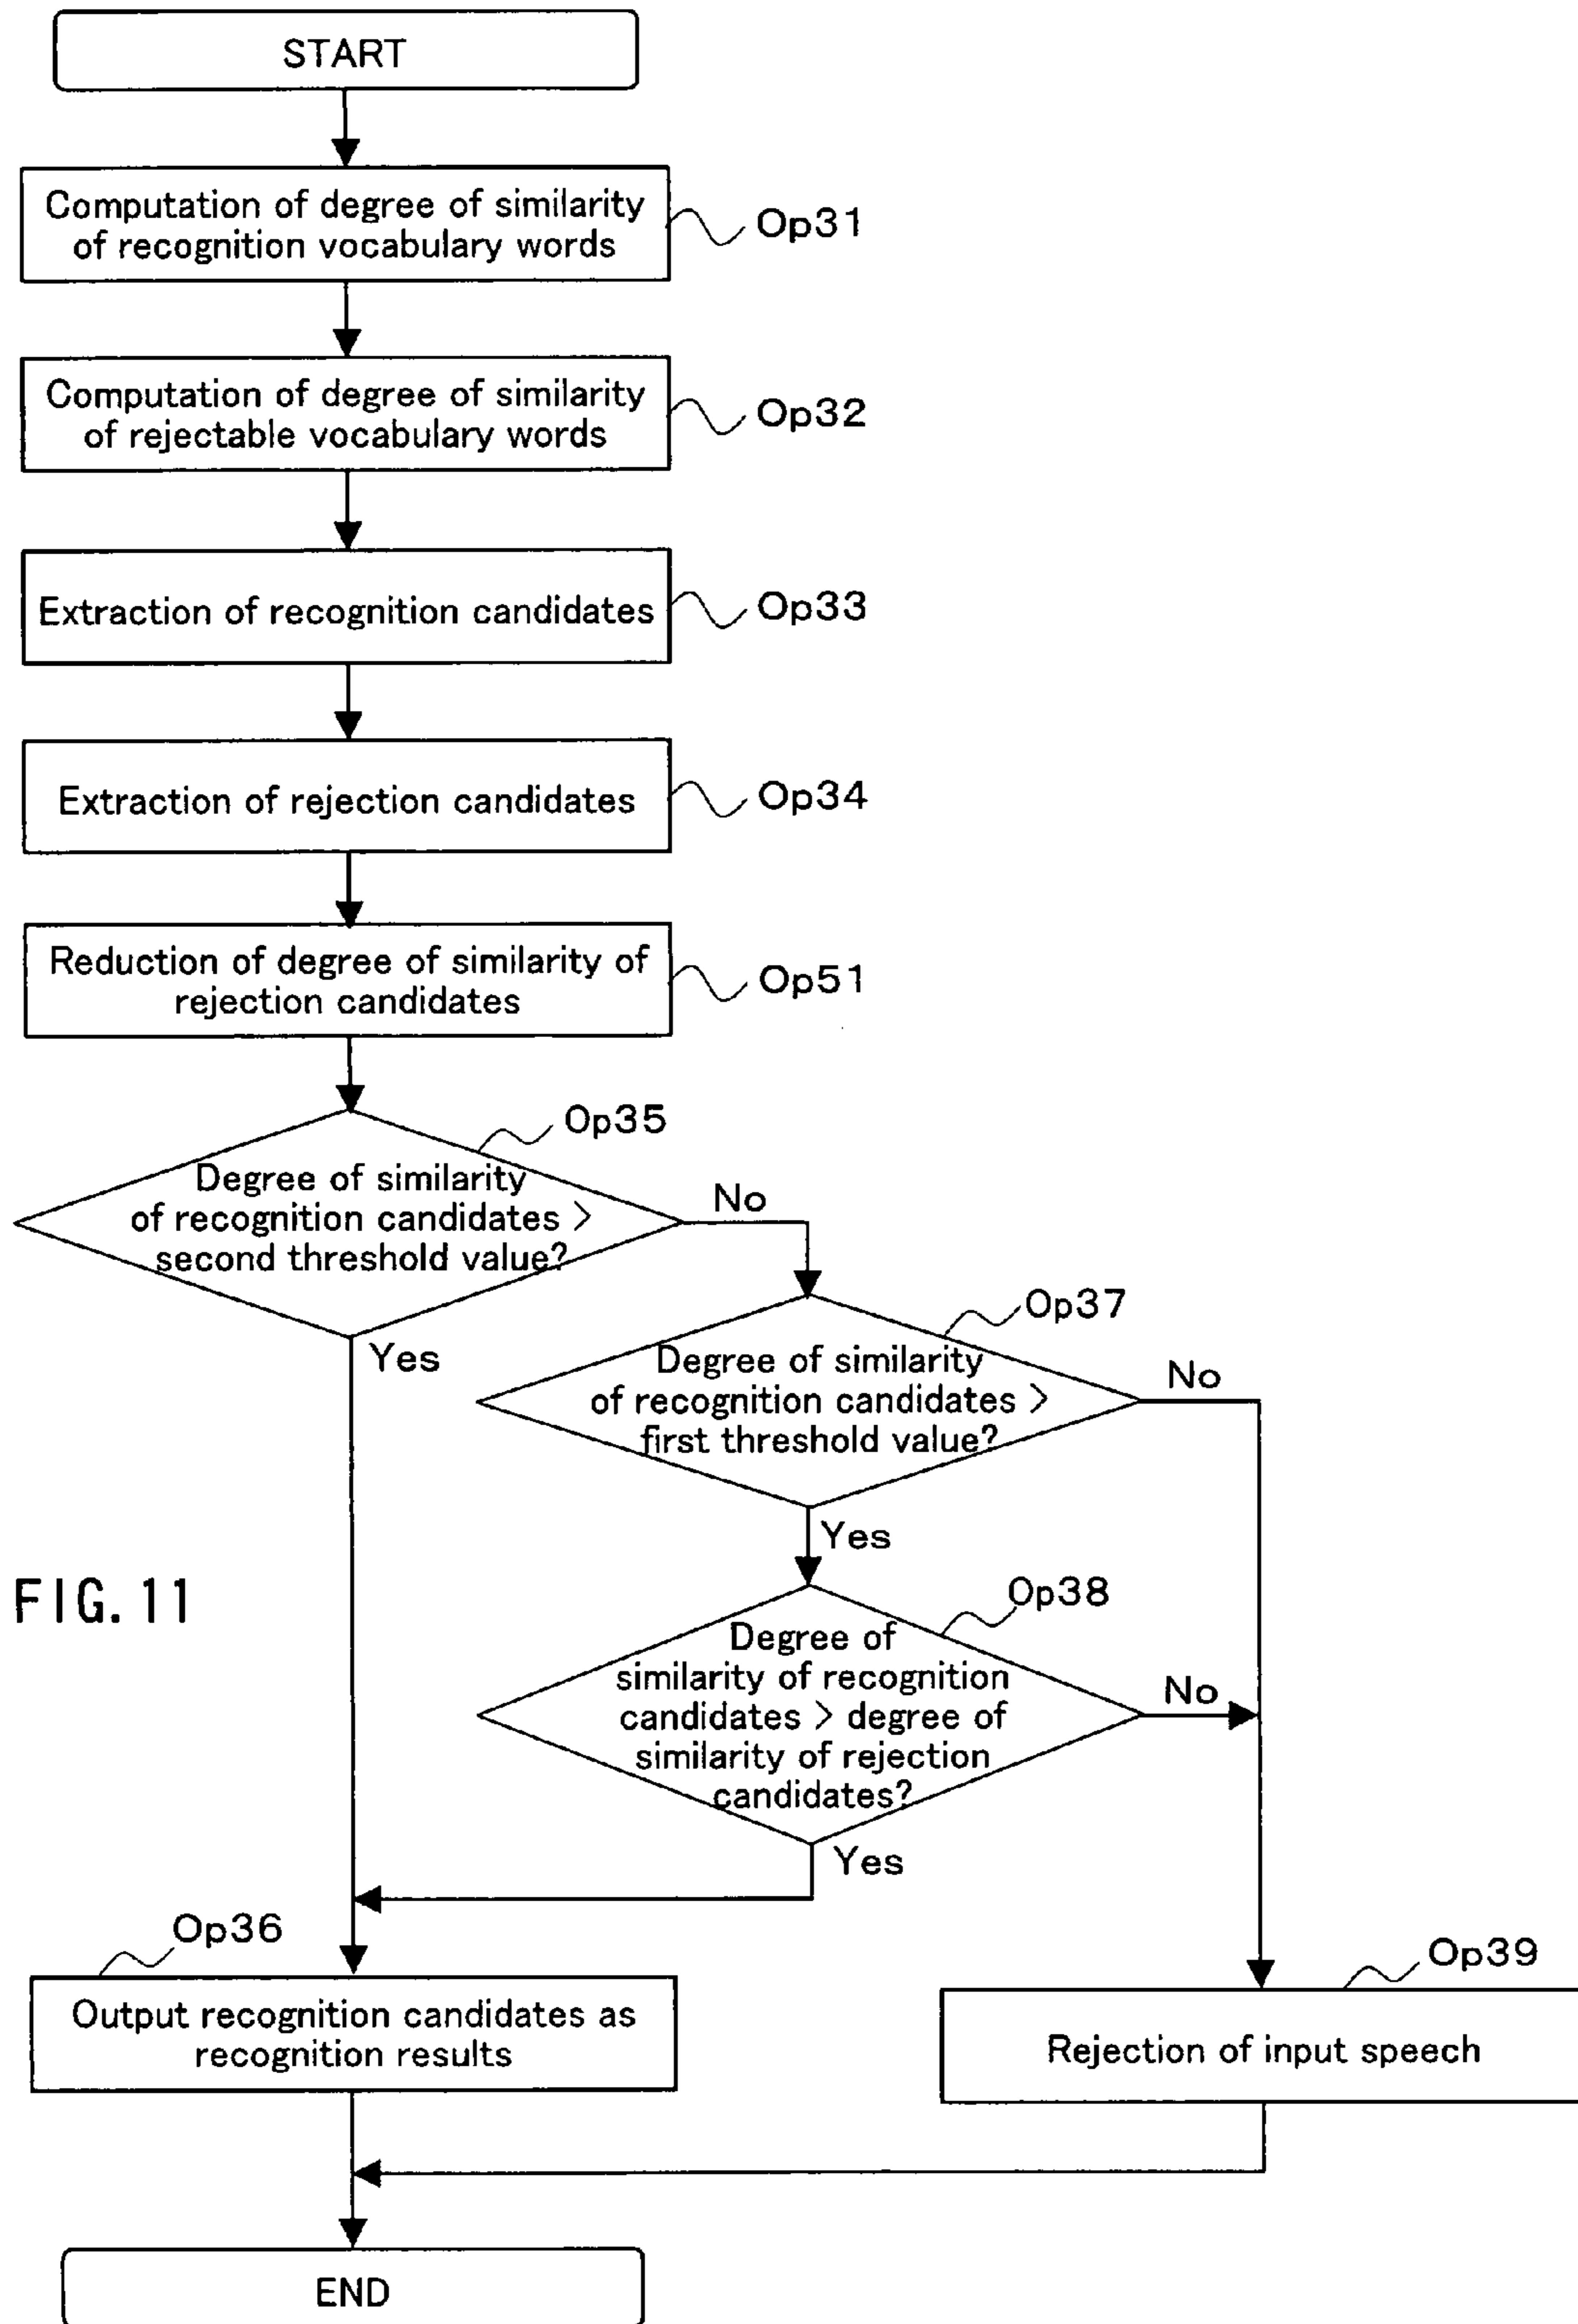 START
Computation of degree of similarity
of recognition vocabulary words
Op31
Computation of degree of similarity
of rejectable vocabulary words
Op32
Extraction of recognition candidates
Op33
Extraction of rejection candidates
Op34
Reduction of degree of similarity of
rejection candidates
Op51
Op35
Degree of similarity
of recognition candidates >
second threshold value?
No
Yes
Op37
Degree of similarity
of recognition candidates >
first threshold value?
No
Yes
FIG. 11
Op38
Degree of
similarity of recognition
candidates > degree of
similarity of rejection
candidates?
No
Yes
Op36
Output recognition candidates as
recognition results
Op39
Rejection of input speech
END